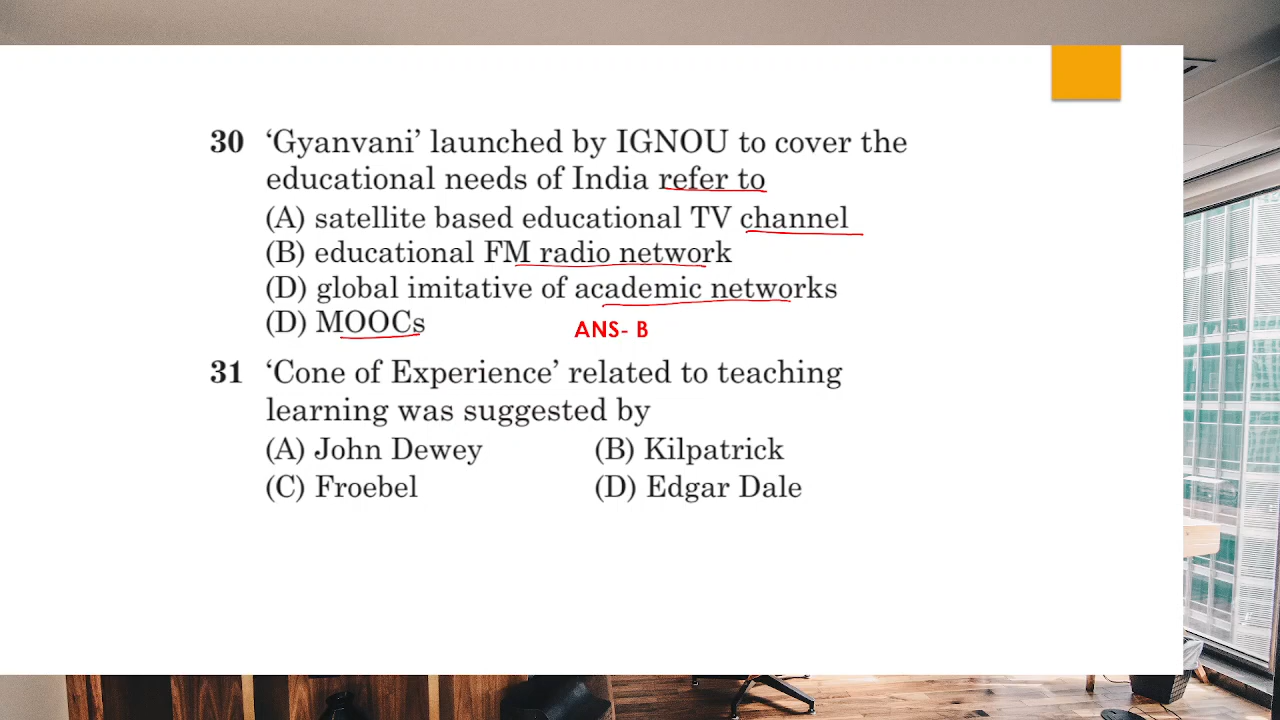 30 ‘Gyanvani’ launched by IGNOU to cover the
educational needs of India refer to
(A) satellite based educational TV channel
(B) educational FM radio network
(D) global imitative of academic networks
(D) MOOCs
ANS- B
31 ‘Cone of Experience’ related to teaching
learning was suggested by
(A) John Dewey (B) Kilpatrick
(C) Froebel (D) Edgar Dale